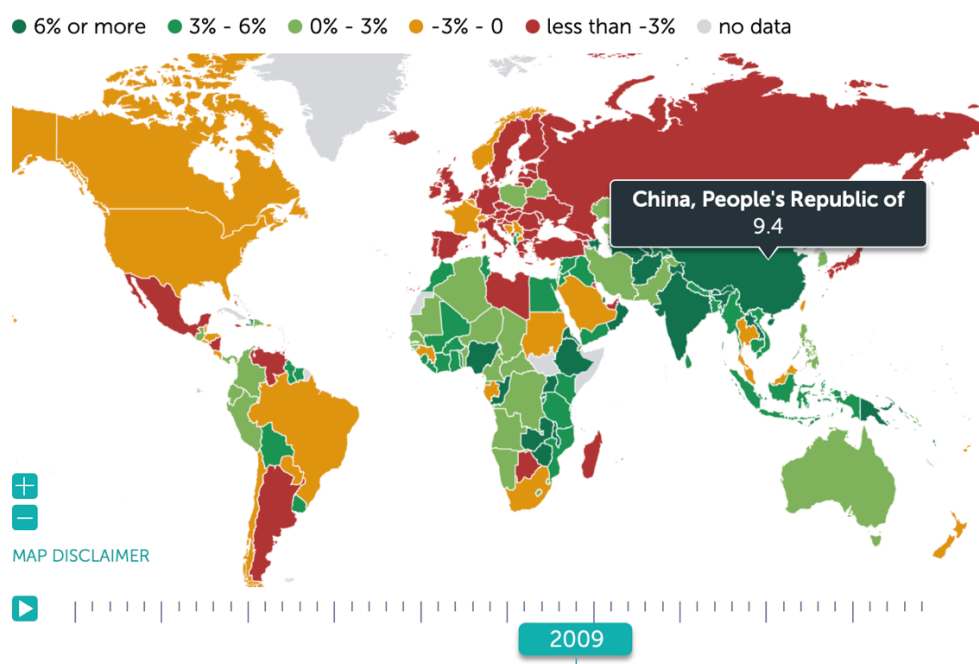 6% or more 3% - 6% 0% - 3% -3% - 0 less than -3% no data
China, People's Republic of
9.4
MAP DISCLAIMER
2009